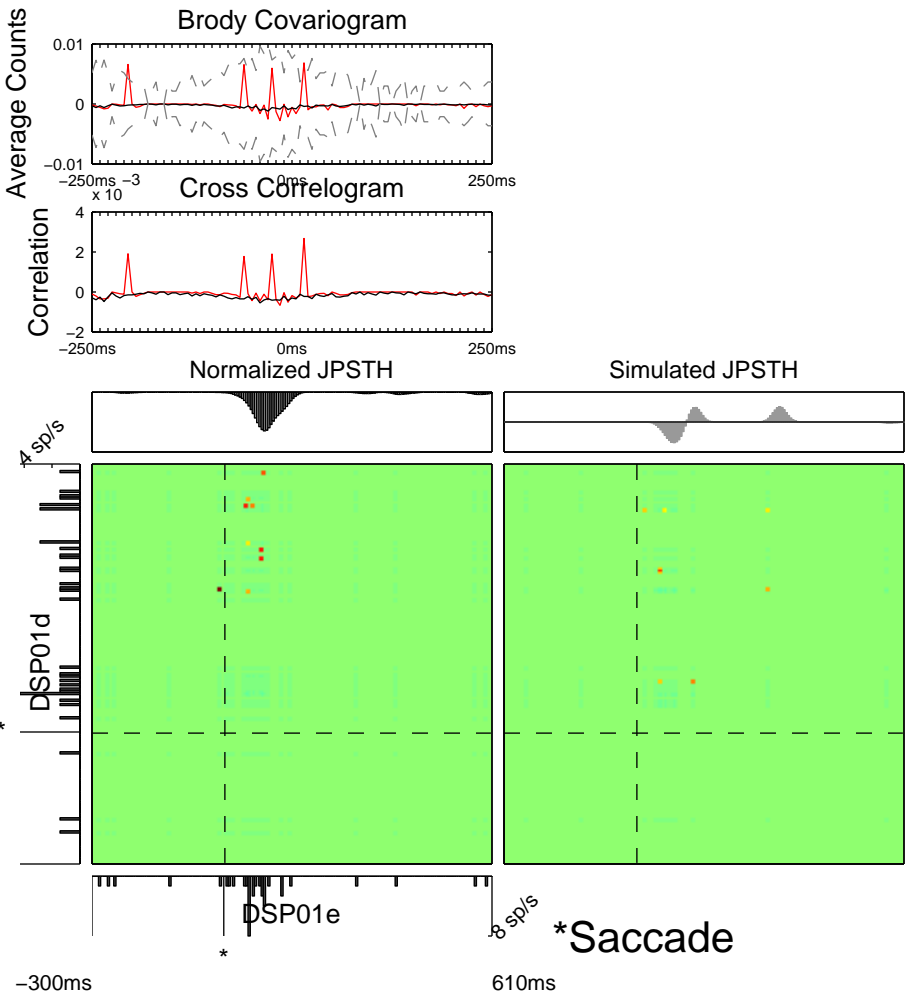 Brody Covariogram
Average Counts
0.01
0
−0.01
−250ms
0ms
250ms
−3
x 10
Cross Correlogram
Correlation
4
2
0
−2
−250ms
0ms
250ms
Normalized JPSTH
Simulated JPSTH
4 sp/s
DSP01d
*
DSP01e
8 sp/s
*
*Saccade
−300ms
610ms